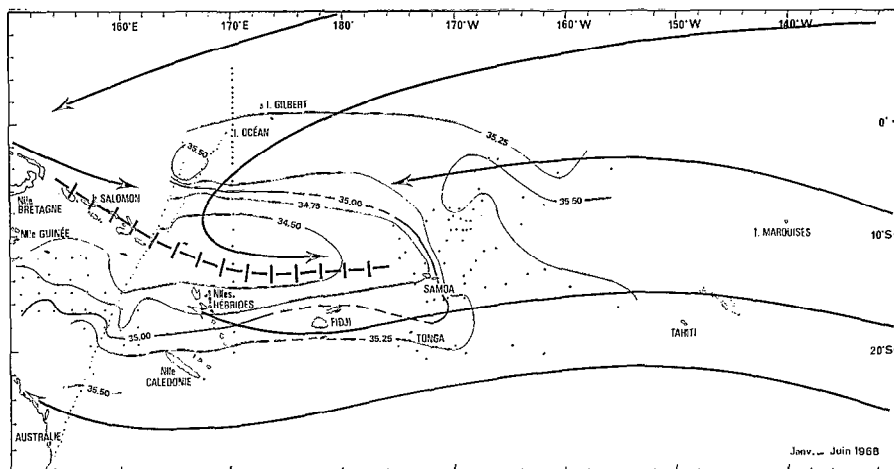 160°E 170°E 180° 170°W 160°W 150°W 140°W
I. GILBERT
I. OCÉAN
35.50
35.25
0°
35.00
34.75
35.50
34.50
Nlle BRETAGNE
I. SALOMON
Nlle GUINÉE
I. MARQUISES
10°S
SAMOA
Nlles. HÉBRIDES
FIDJI
35.00
35.25
TONGA
TAHITI
20°S
Nlle CALEDONIE
35.50
AUSTRALIE
Janv. _ Juin 1968